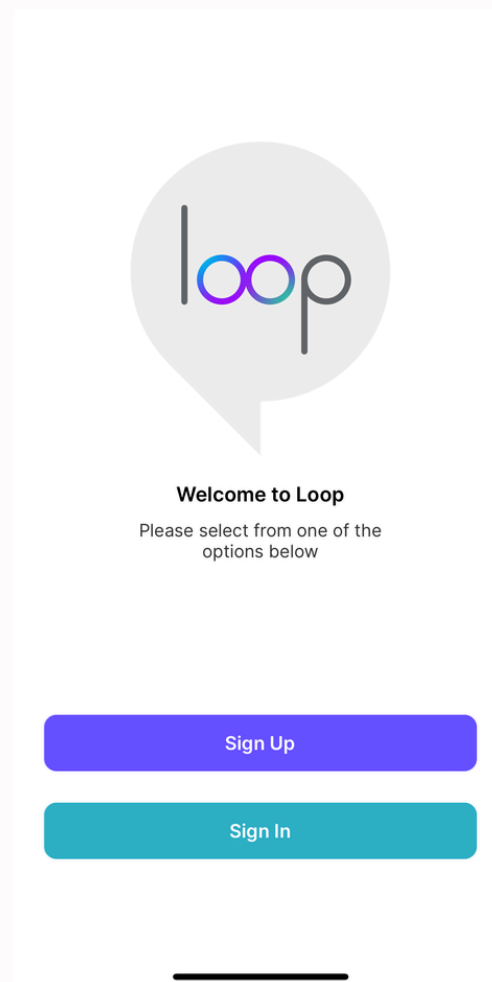 loop
Welcome to Loop
Please select from one of the
options below
Sign Up
Sign In